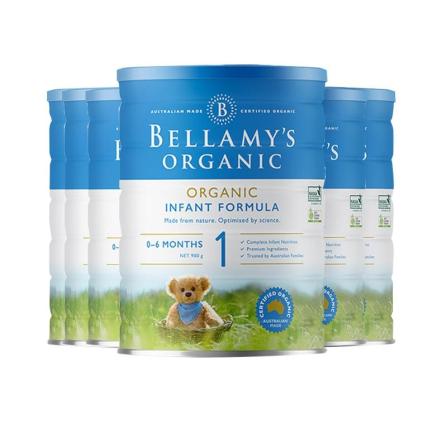 AUSTRALIAN MADE B CERTIFIED ORGANIC
BELLAMY'S
ORGANIC
ORGANIC
INFANT FORMULA
Made from nature. Optimised by science.
0-6 MONTHS
NET 900 g
1
✓ Complete Infant Nutrition
✓ Premium Ingredients
✓ Trusted by Australian Families
CERTIFIED ORGANIC
AUSTRALIAN
MADE